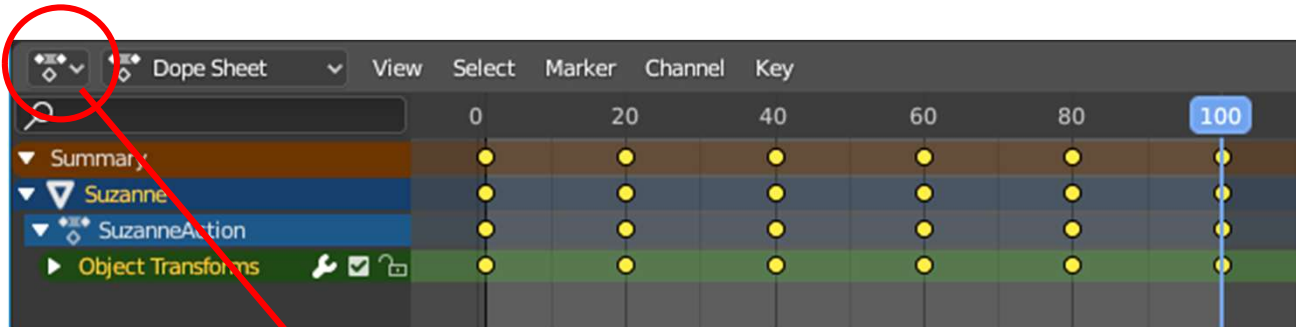 Dope Sheet View Select Marker Channel Key
0 20 40 60 80 100
Summary
Suzanne
SuzanneAction
Object Transforms